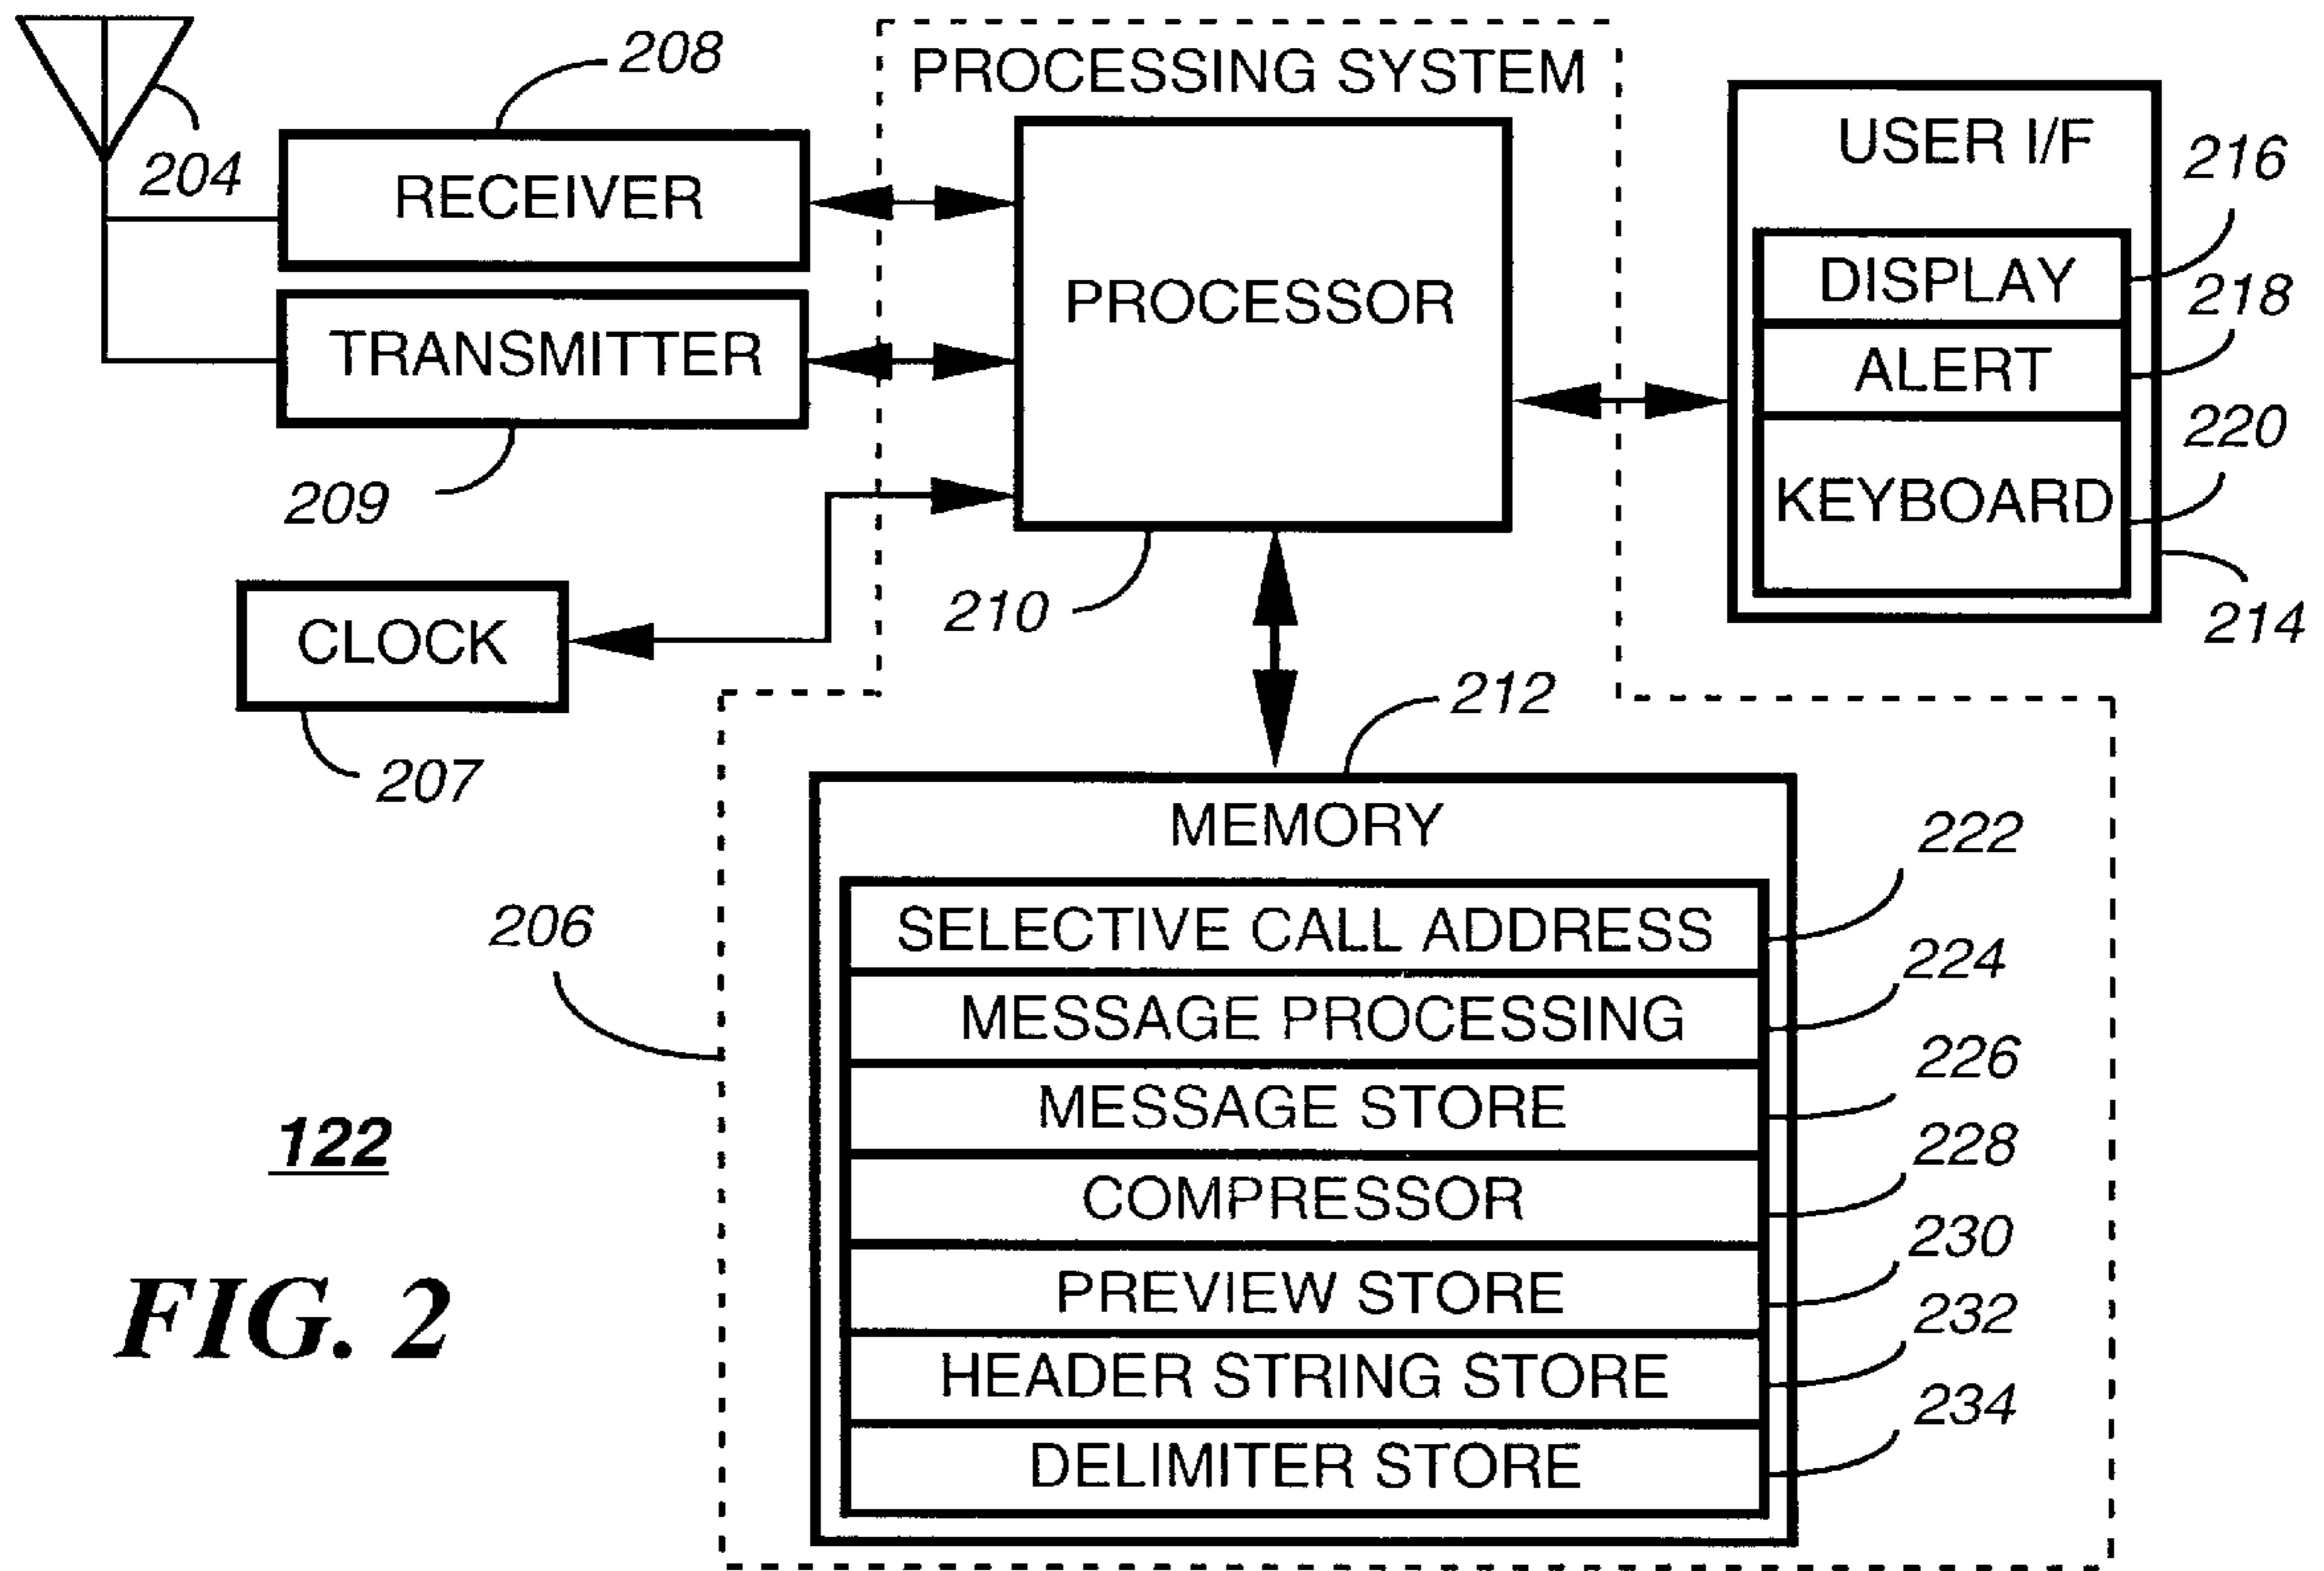 208
PROCESSING SYSTEM
204
RECEIVER
USER I/F
216
DISPLAY
218
PROCESSOR
TRANSMITTER
ALERT
220
209
KEYBOARD
210
214
CLOCK
212
207
MEMORY
222
206
SELECTIVE CALL ADDRESS
224
MESSAGE PROCESSING
226
MESSAGE STORE
122
228
COMPRESSOR
230
PREVIEW STORE
FIG. 2
232
HEADER STRING STORE
234
DELIMITER STORE